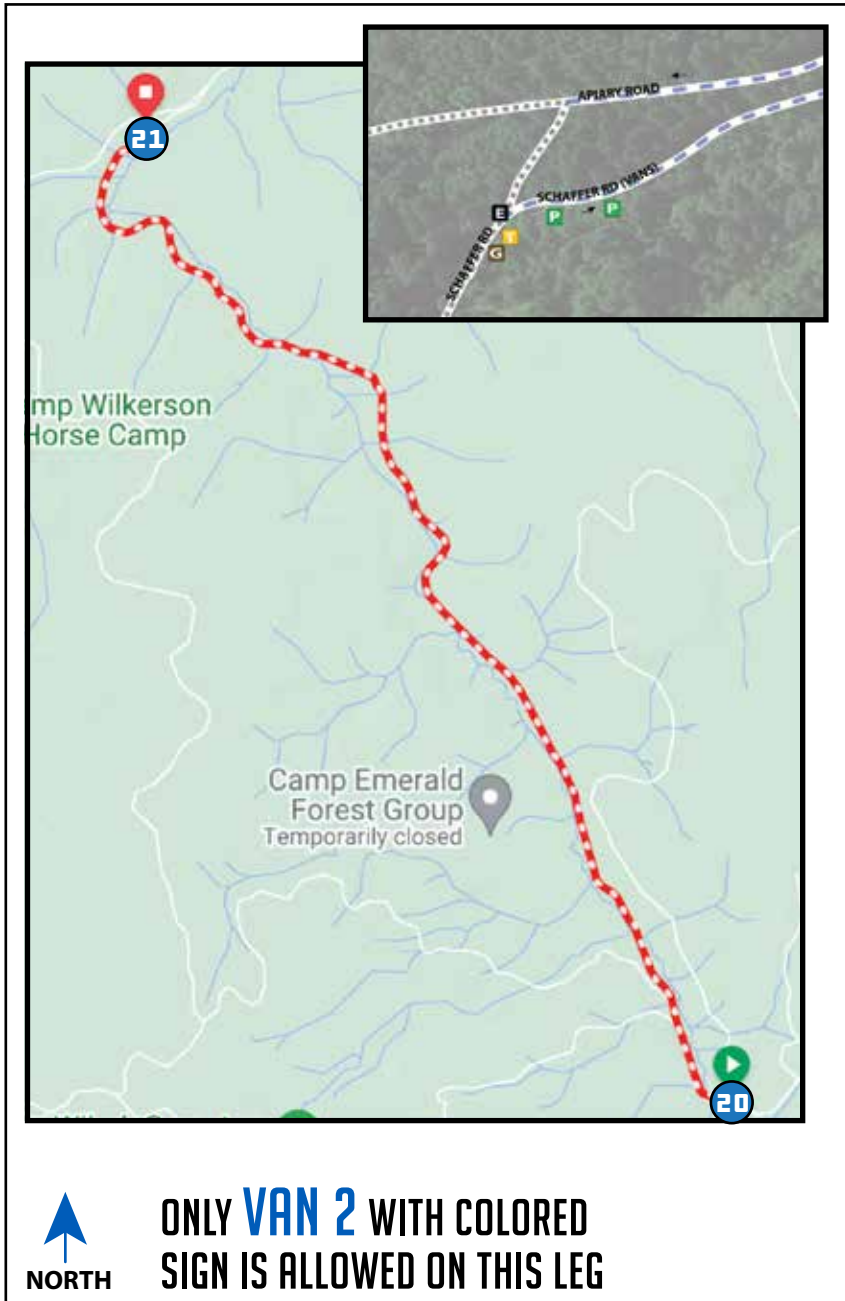 21
APIARY ROAD
SCHAFFER RD (VANS)
E
P
P
T
G
SCHAFFER RD
mp Wilkerson
Horse Camp
Camp Emerald
Forest Group
Temporarily closed
20
NORTH
ONLY VAN 2 WITH COLORED
SIGN IS ALLOWED ON THIS LEG